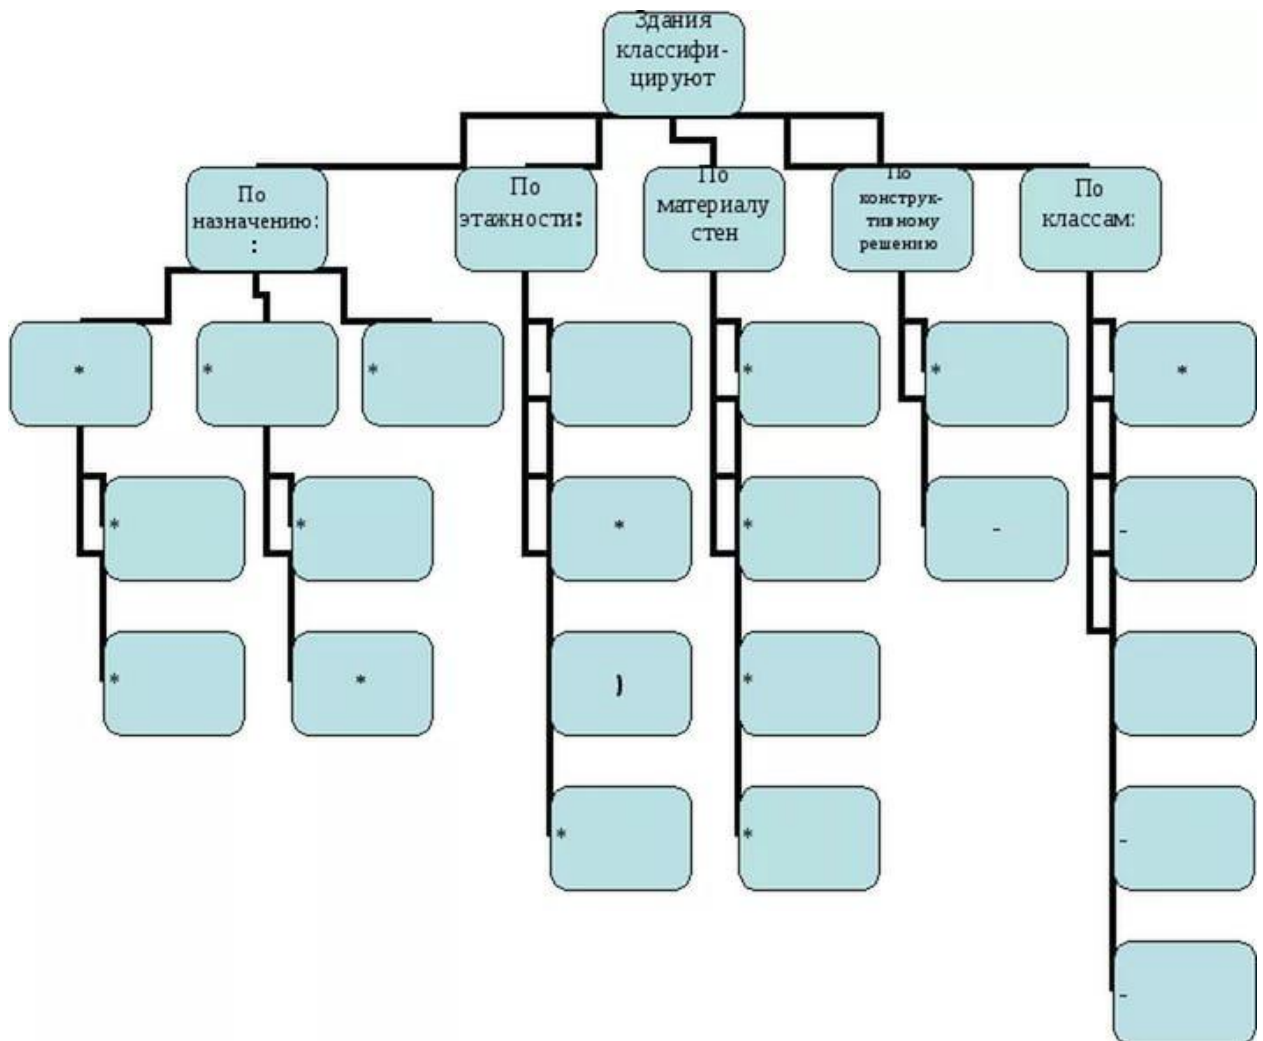 Здания
классифи-
цируют
По
назначению:
:
По
этажности:
По
материалу
стен
По
конструк-
тивному
решению
По
классам:
*
*
*
*
*
*
*
*
*
*
-
-
*
*
*
)
*
*
*
*
-
-